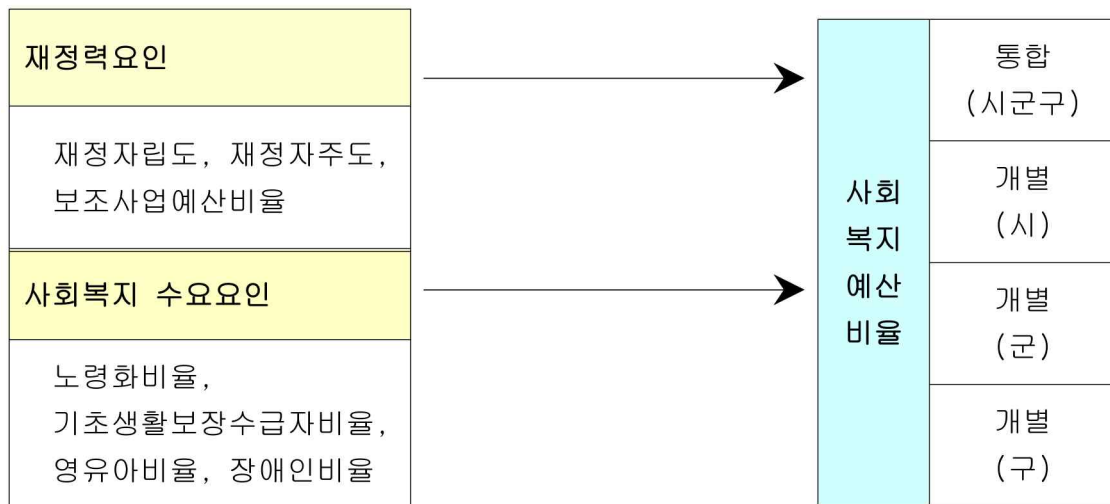 재정력요인
재정자립도, 재정자주도,
보조사업예산비율
사회복지 수요요인
노령화비율,
기초생활보장수급자비율,
영유아비율, 장애인비율
사회
복지
예산
비율
통합
(시군구)
개별
(시)
개별
(군)
개별
(구)